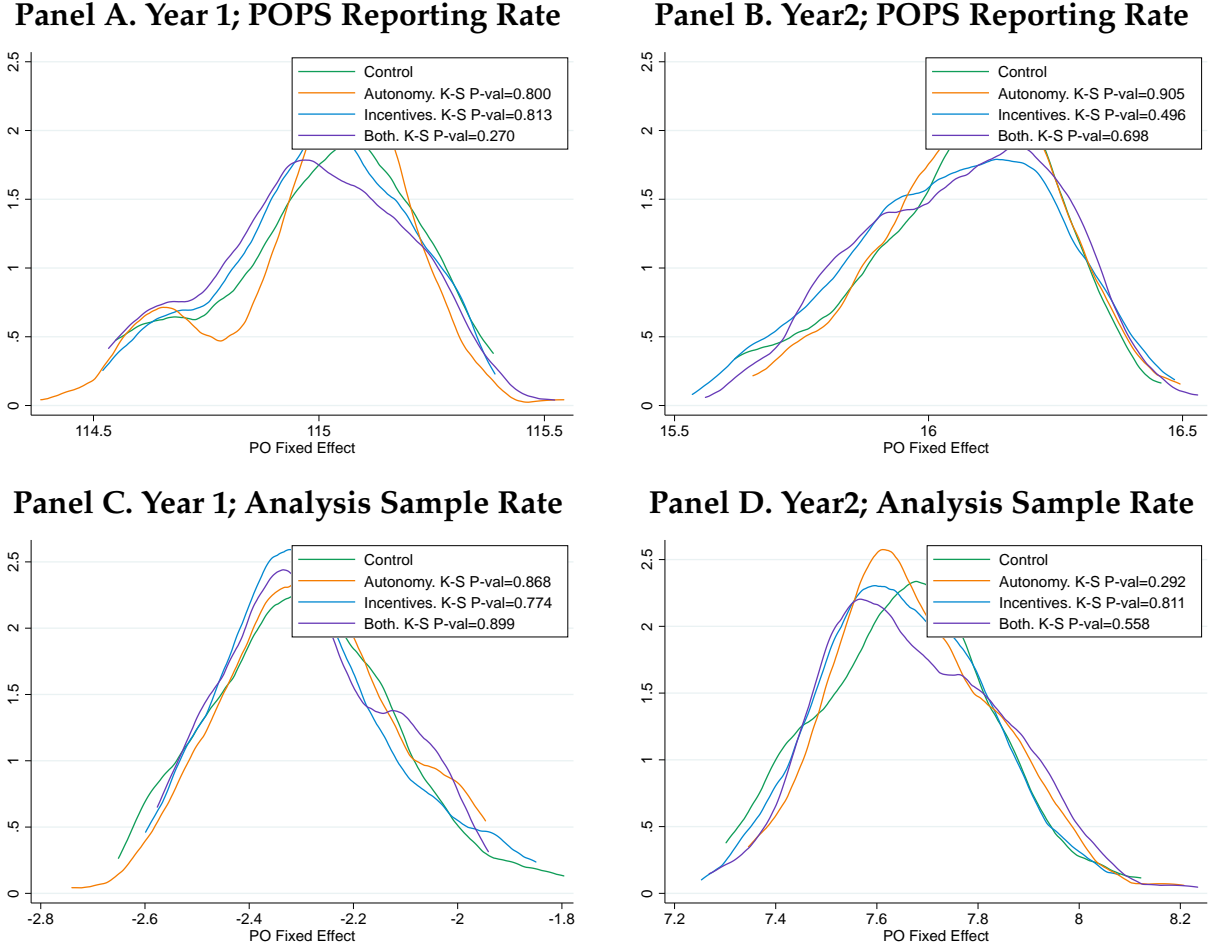 Panel A. Year 1; POPS Reporting Rate
0
.5
1
1.5
2
2.5
Control
Autonomy. K-S P-val=0.800
Incentives. K-S P-val=0.813
Both. K-S P-val=0.270
114.5
115
115.5
PO Fixed Effect
Panel B. Year2; POPS Reporting Rate
0
.5
1
1.5
2
2.5
Control
Autonomy. K-S P-val=0.905
Incentives. K-S P-val=0.496
Both. K-S P-val=0.698
15.5
16
16.5
PO Fixed Effect
Panel C. Year 1; Analysis Sample Rate
0
.5
1
1.5
2
2.5
Control
Autonomy. K-S P-val=0.868
Incentives. K-S P-val=0.774
Both. K-S P-val=0.899
-2.8
-2.6
-2.4
-2.2
-2
-1.8
PO Fixed Effect
Panel D. Year2; Analysis Sample Rate
0
.5
1
1.5
2
2.5
Control
Autonomy. K-S P-val=0.292
Incentives. K-S P-val=0.811
Both. K-S P-val=0.558
7.2
7.4
7.6
7.8
8
8.2
PO Fixed Effect